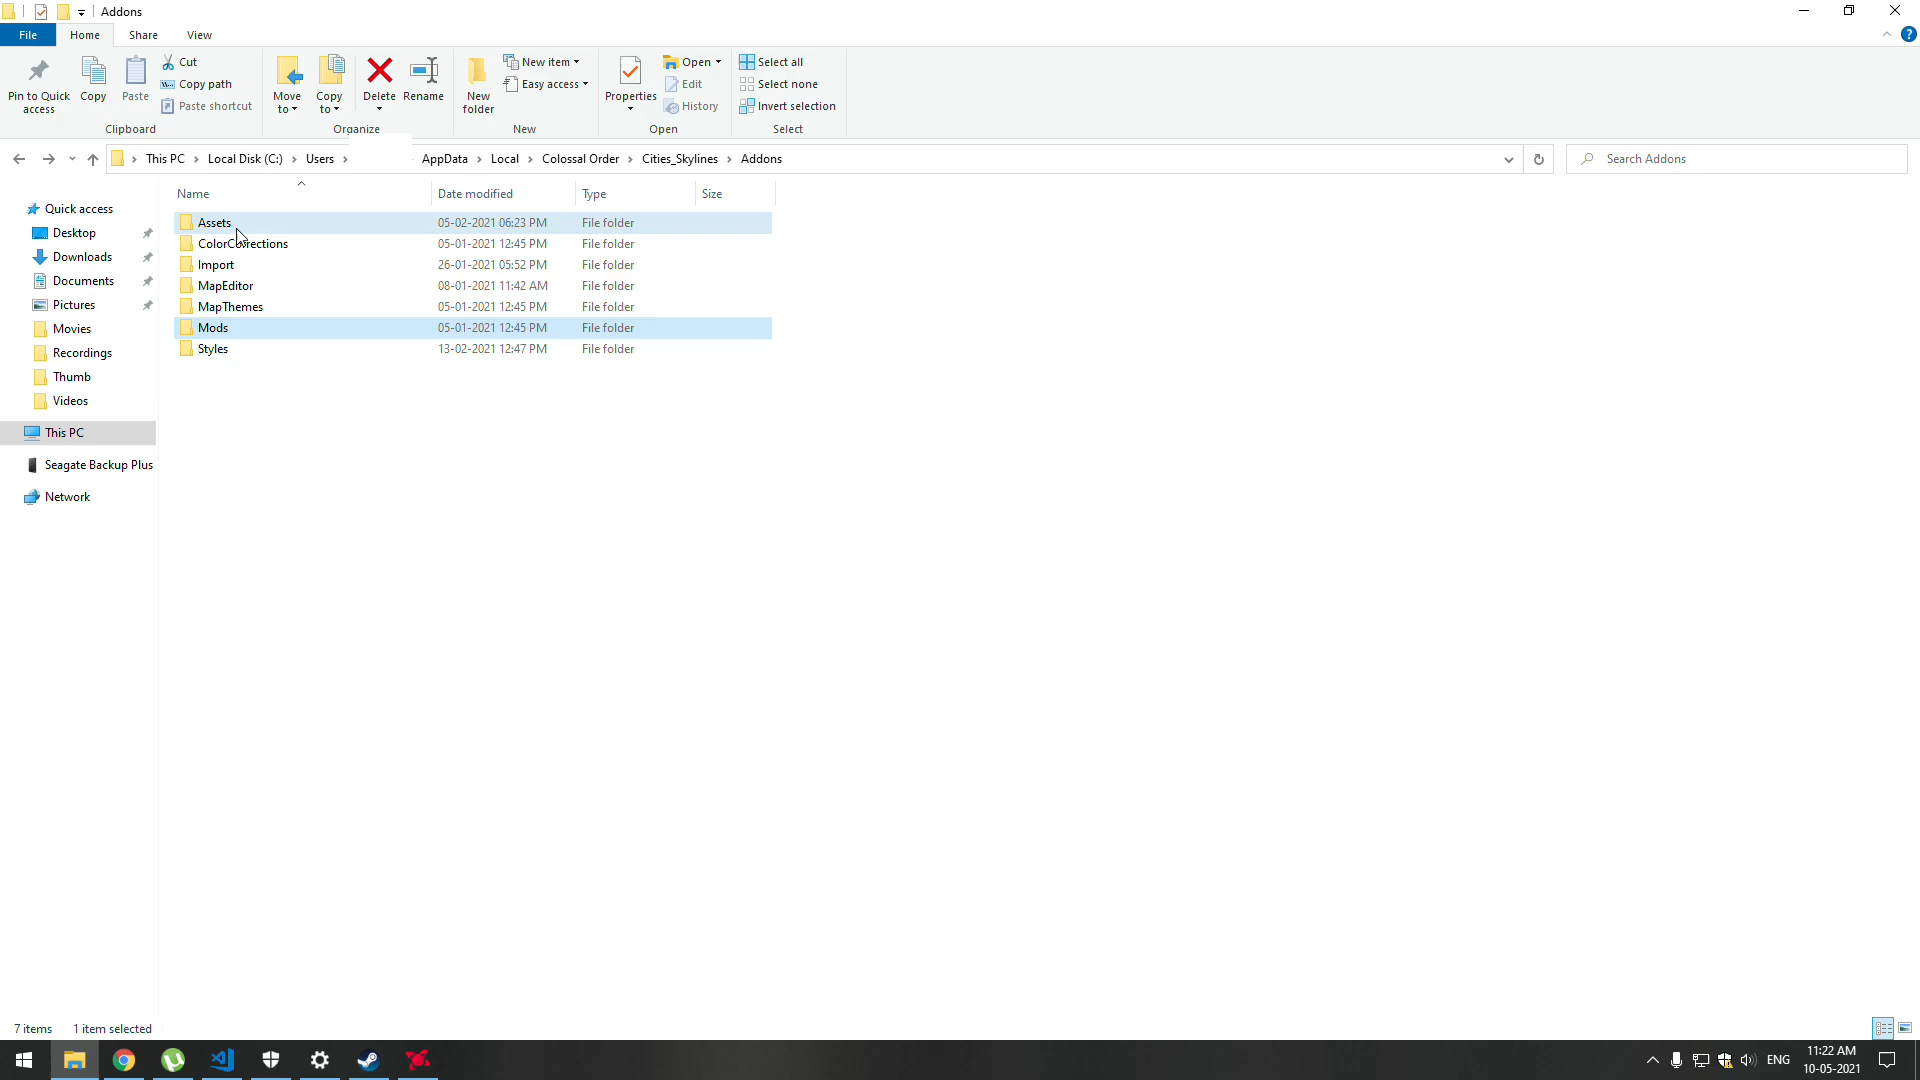 Addons
File Home Share View
Pin to Quick access
Copy
Paste
Cut
Copy path
Paste shortcut
Clipboard
Move to
Copy to
Delete
Rename
Organize
New folder
New item
Easy access
New
Properties
Open
Edit
History
Open
Select all
Select none
Invert selection
Select
This PC Local Disk (C:) Users AppData Local Colossal Order Cities_Skylines Addons
Search Addons
Name Date modified Type Size
Assets 05-02-2021 06:23 PM File folder
ColorCorrections 05-01-2021 12:45 PM File folder
Import 26-01-2021 05:52 PM File folder
MapEditor 08-01-2021 11:42 AM File folder
MapThemes 05-01-2021 12:45 PM File folder
Mods 05-01-2021 12:45 PM File folder
Styles 13-02-2021 12:47 PM File folder
Quick access
Desktop
Downloads
Documents
Pictures
Movies
Recordings
Thumb
Videos
This PC
Seagate Backup Plus
Network
7 items 1 item selected
ENG
11:22 AM
10-05-2021